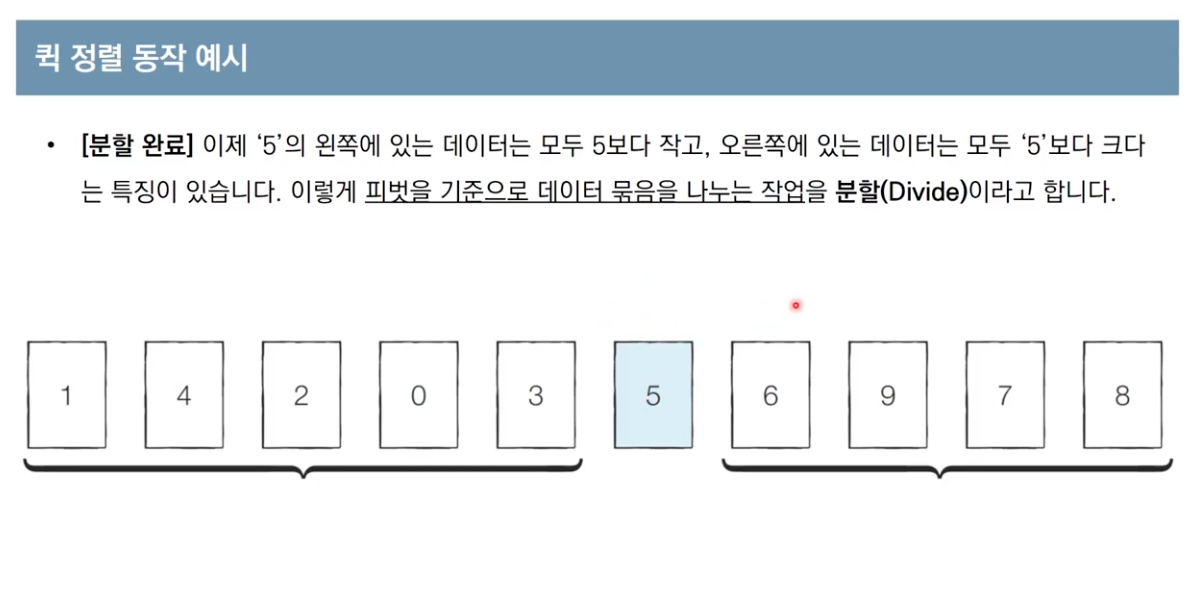 퀵 정렬 동작 예시
• [분할 완료] 이제 ‘5’의 왼쪽에 있는 데이터는 모두 5보다 작고, 오른쪽에 있는 데이터는 모두 ‘5’보다 크다
는 특징이 있습니다. 이렇게 피벗을 기준으로 데이터 묶음을 나누는 작업을 분할(Divide)이라고 합니다.
1 4 2 0 3 5 6 9 7 8